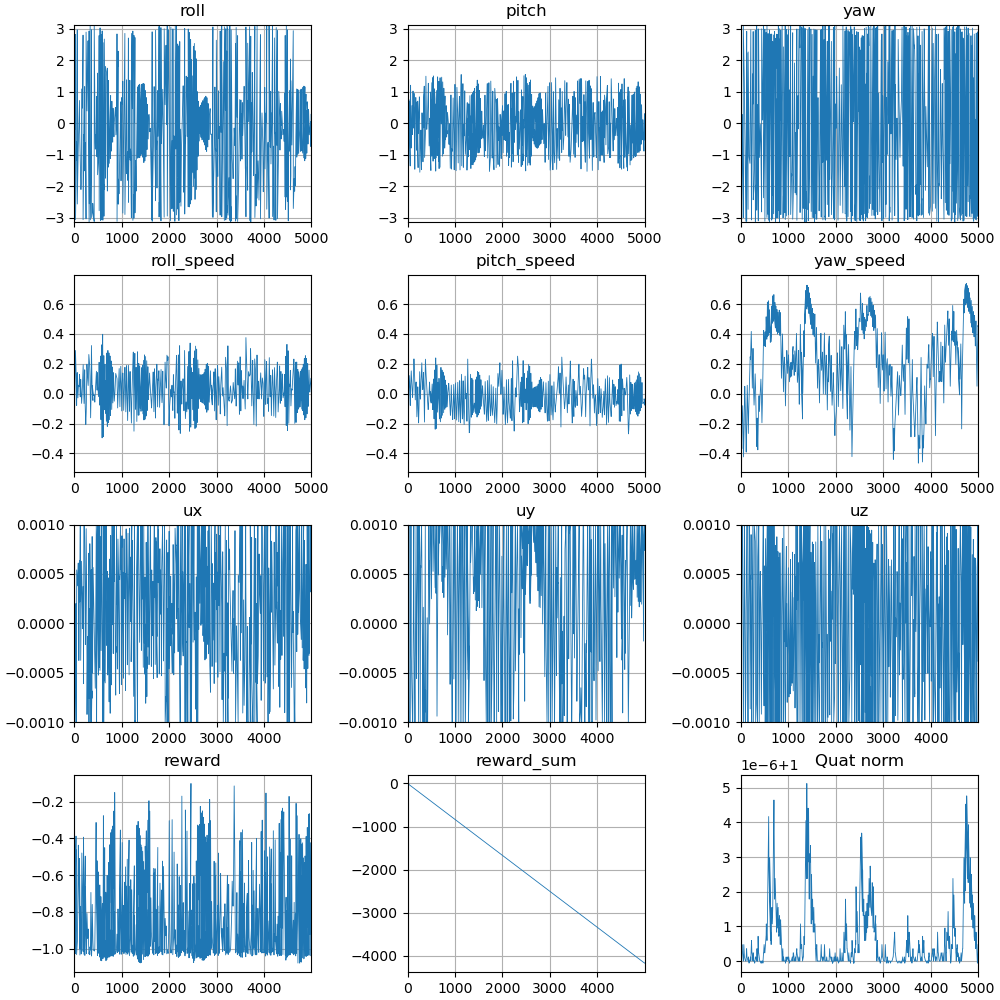 roll pitch yaw
3 3 3
2 2 2
1 1 1
0 0 0
−1 −1 −1
−2 −2 −2
−3 −3 −3
0 1000 2000 3000 4000 5000 0 1000 2000 3000 4000 5000 0 1000 2000 3000 4000 5000
roll_speed pitch_speed yaw_speed
0.6 0.6 0.6
0.4 0.4 0.4
0.2 0.2 0.2
0.0 0.0 0.0
−0.2 −0.2 −0.2
−0.4 −0.4 −0.4
0 1000 2000 3000 4000 5000 0 1000 2000 3000 4000 5000 0 1000 2000 3000 4000 5000
ux uy uz
0.0010 0.0010 0.0010
0.0005 0.0005 0.0005
0.0000 0.0000 0.0000
−0.0005 −0.0005 −0.0005
−0.0010 −0.0010 −0.0010
0 1000 2000 3000 4000 0 1000 2000 3000 4000 0 1000 2000 3000 4000
reward reward_sum 1e−6+1 Quat norm
−0.2 0 5
−0.4 −1000 4
−0.6 −2000 3
−0.8 −3000 2
−1.0 −4000 1
0
0 1000 2000 3000 4000 5000 0 1000 2000 3000 4000 0 1000 2000 3000 4000 5000